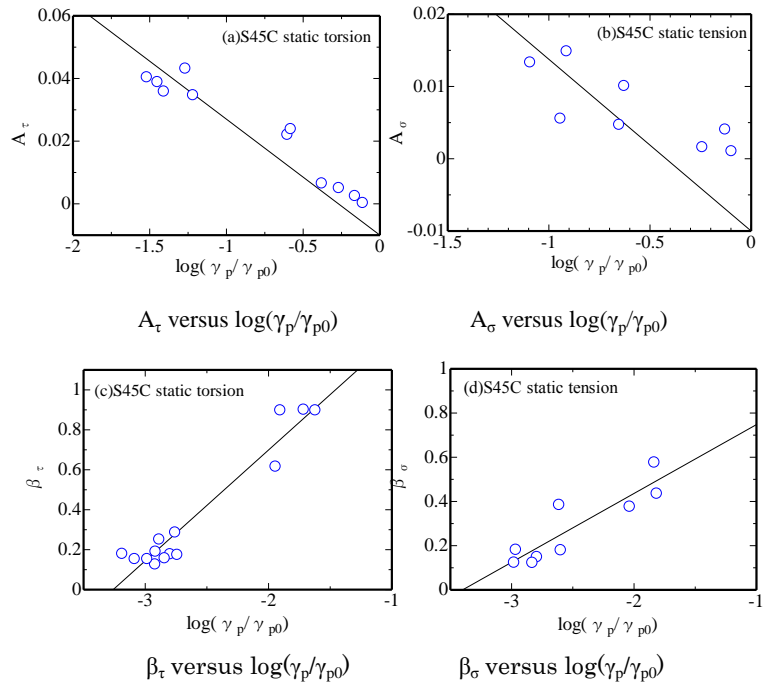 0.06
0.04
0.02
0
A τ
(a)S45C static torsion
-2
-1.5
-1
-0.5
0
log( γ p/ γ p0)
0.02
0.01
0
-0.01
A σ
(b)S45C static tension
-1.5
-1
-0.5
0
log( γ p/ γ p0)
Aτ versus log(γp/γp0)
Aσ versus log(γp/γp0)
1
0.8
0.6
0.4
0.2
0
β τ
(c)S45C static torsion
-3
-2
-1
log( γ p/ γ p0)
1
0.8
0.6
0.4
0.2
0
β σ
(d)S45C static tension
-3
-2
-1
log( γ p/ γ p0)
βτ versus log(γp/γp0)
βσ versus log(γp/γp0)